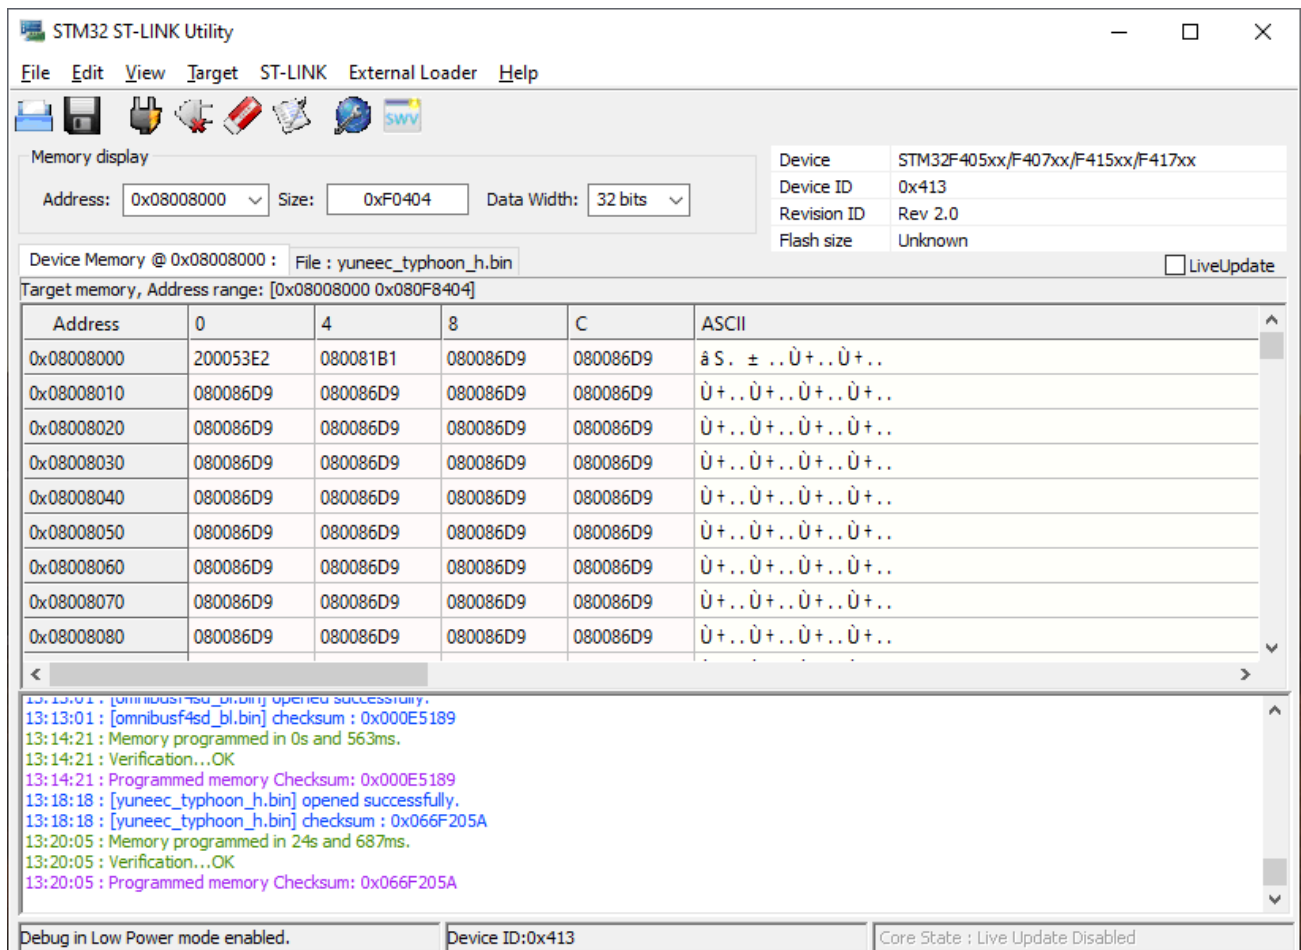 STM32 ST-LINK Utility
File Edit View Target ST-LINK External Loader Help
SWV
Memory display
Address: 0x08008000 Size: 0xF0404 Data Width: 32 bits
Device STM32F405xx/F407xx/F415xx/F417xx
Device ID 0x413
Revision ID Rev 2.0
Flash size Unknown
Device Memory @ 0x08008000 : File : yuneec_typhoon_h.bin LiveUpdate
Target memory, Address range: [0x08008000 0x080F8404]
Address 0 4 8 C ASCII
0x08008000 200053E2 080081B1 080086D9 080086D9 âS. ± ..Ù†..Ù†..
0x08008010 080086D9 080086D9 080086D9 080086D9 Ù†..Ù†..Ù†..Ù†..
0x08008020 080086D9 080086D9 080086D9 080086D9 Ù†..Ù†..Ù†..Ù†..
0x08008030 080086D9 080086D9 080086D9 080086D9 Ù†..Ù†..Ù†..Ù†..
0x08008040 080086D9 080086D9 080086D9 080086D9 Ù†..Ù†..Ù†..Ù†..
0x08008050 080086D9 080086D9 080086D9 080086D9 Ù†..Ù†..Ù†..Ù†..
0x08008060 080086D9 080086D9 080086D9 080086D9 Ù†..Ù†..Ù†..Ù†..
0x08008070 080086D9 080086D9 080086D9 080086D9 Ù†..Ù†..Ù†..Ù†..
0x08008080 080086D9 080086D9 080086D9 080086D9 Ù†..Ù†..Ù†..Ù†..
13:13:01 : [omnibusf4sd_bl.bin] opened successfully.
13:13:01 : [omnibusf4sd_bl.bin] checksum : 0x000E5189
13:14:21 : Memory programmed in 0s and 563ms.
13:14:21 : Verification...OK
13:14:21 : Programmed memory Checksum: 0x000E5189
13:18:18 : [yuneec_typhoon_h.bin] opened successfully.
13:18:18 : [yuneec_typhoon_h.bin] checksum : 0x066F205A
13:20:05 : Memory programmed in 24s and 687ms.
13:20:05 : Verification...OK
13:20:05 : Programmed memory Checksum: 0x066F205A
Debug in Low Power mode enabled. Device ID:0x413 Core State : Live Update Disabled